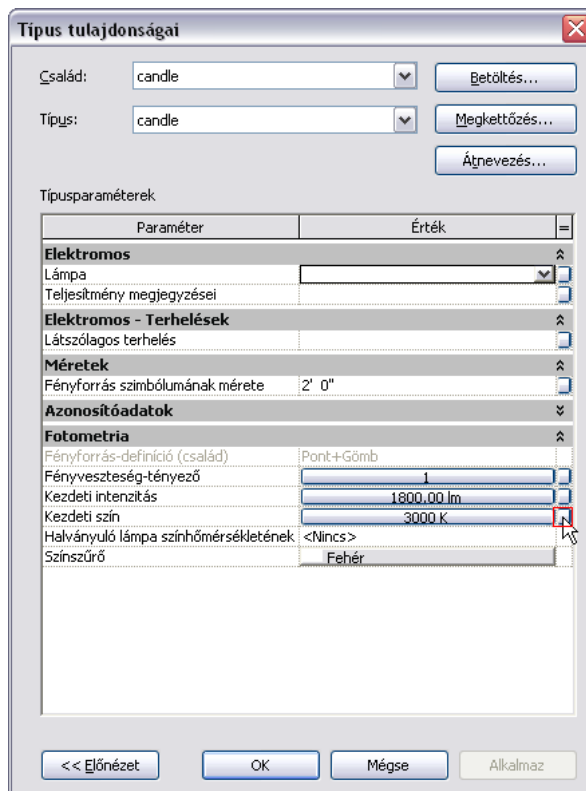 Típus tulajdonságai
Család: candle Betöltés...
Típus: candle Megkettőzés...
Átnevezés...
Típusparaméterek
Paraméter Érték =
Elektromos
Lámpa
Teljesítmény megjegyzései
Elektromos - Terhelések
Látszólagos terhelés
Méretek
Fényforrás szimbólumának mérete 2' 0"
Azonosítóadatok
Fotometria
Fényforrás-definíció (család) Pont+Gömb
Fényveszteség-tényező 1
Kezdeti intenzitás 1800.00 lm
Kezdeti szín 3000 K
Halványuló lámpa színhőmérsékletének <Nincs>
Színszűrő Fehér
<< Előnézet OK Mégse Alkalmaz